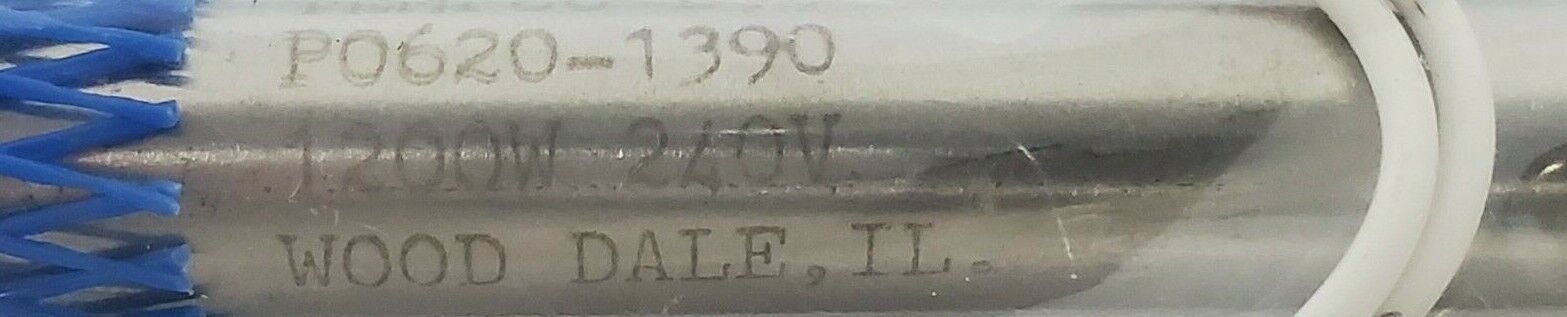 P0620-1390
1200W 240V
WOOD DALE, IL.